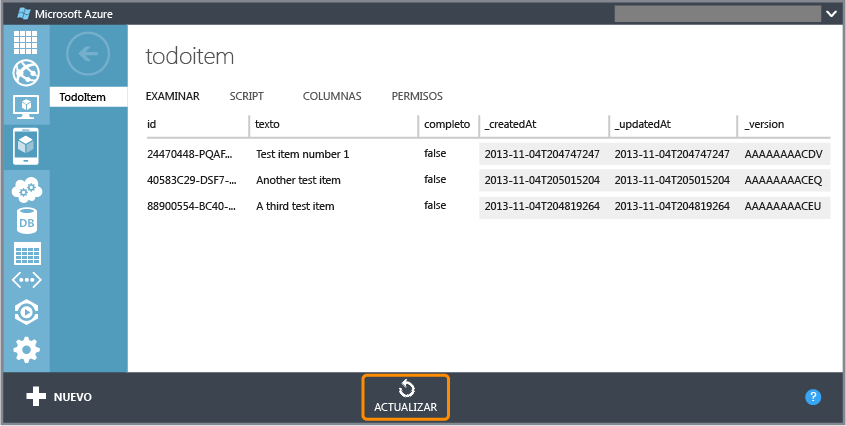 Microsoft Azure
todoitem
TodoItem
EXAMINAR SCRIPT COLUMNAS PERMISOS
id texto completo _createdAt _updatedAt _version
24470448-PQAF... Test item number 1 false 2013-11-04T204747247 2013-11-04T204747247 AAAAAAAACDV
40583C29-DSF7-... Another test item false 2013-11-04T205015204 2013-11-04T205015204 AAAAAAAACEQ
88900554-BC40-... A third test item false 2013-11-04T204819264 2013-11-04T204819264 AAAAAAAACEU
DB
NUEVO
ACTUALIZAR
?